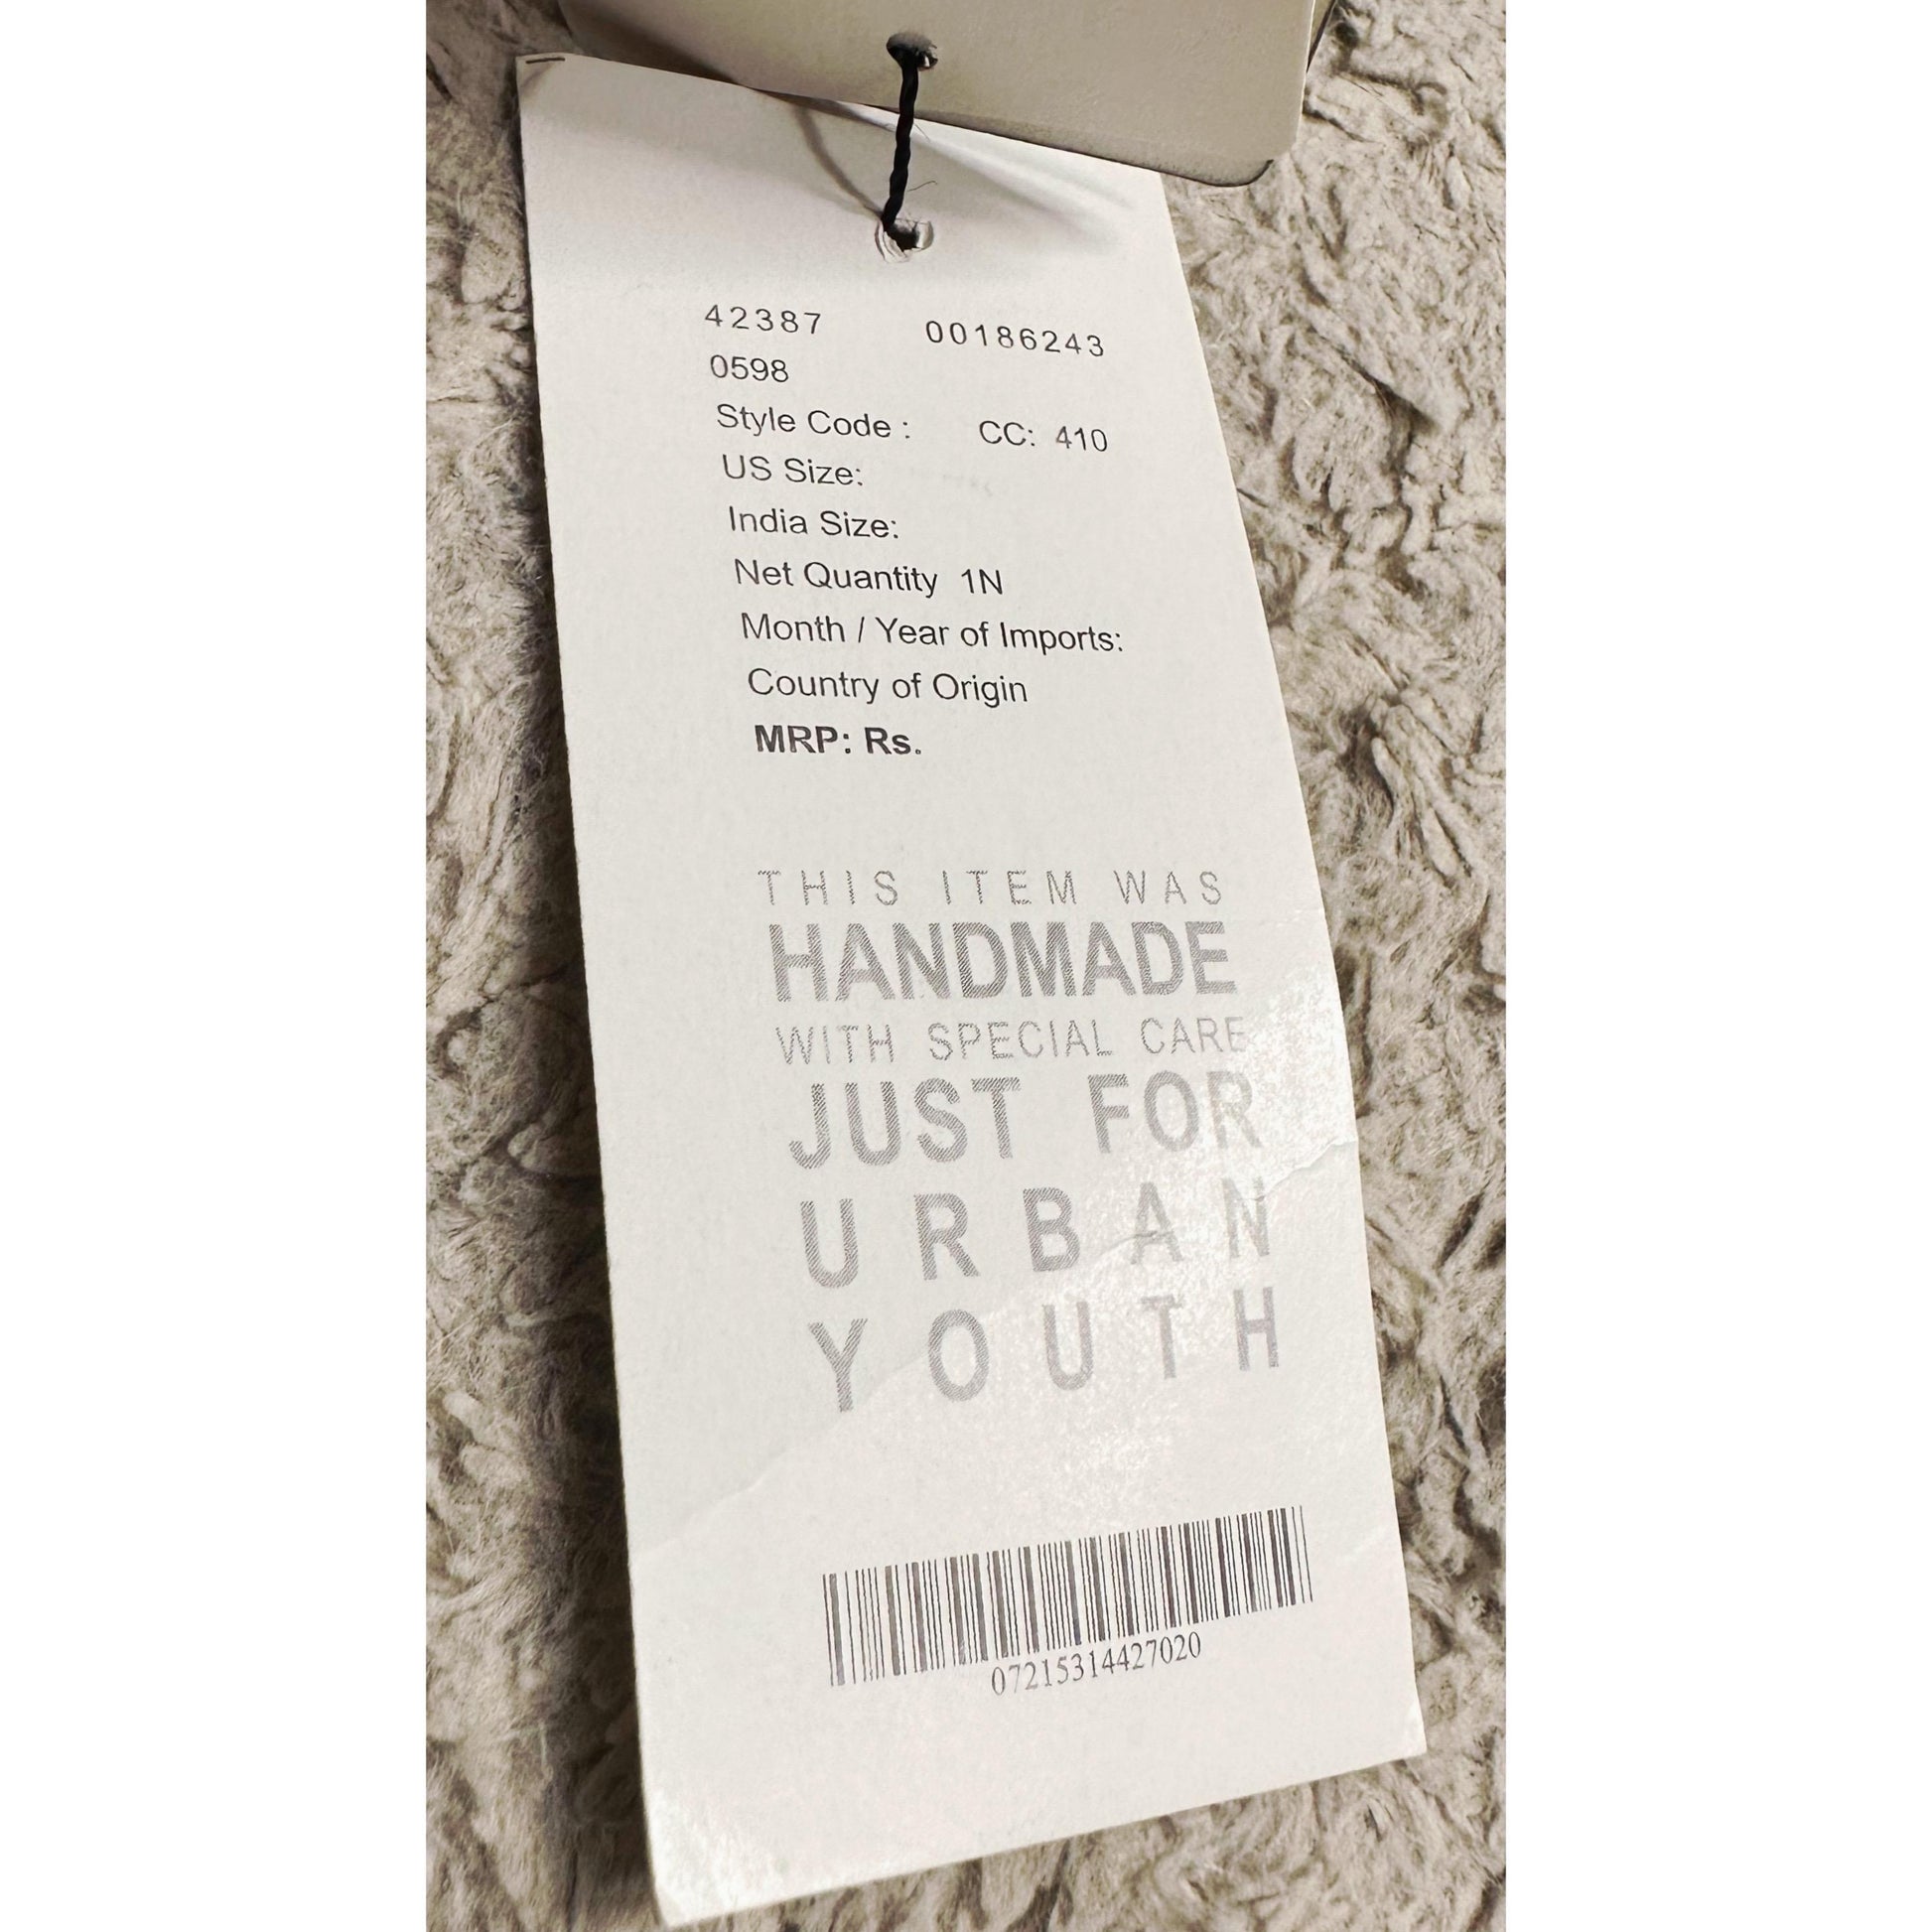 42387 00186243
0598
Style Code : CC: 410
US Size:
India Size:
Net Quantity 1N
Month / Year of Imports:
Country of Origin
MRP: Rs.
THIS ITEM WAS
HANDMADE
WITH SPECIAL CARE
JUST FOR
URBAN
YOUTH
07215314427020